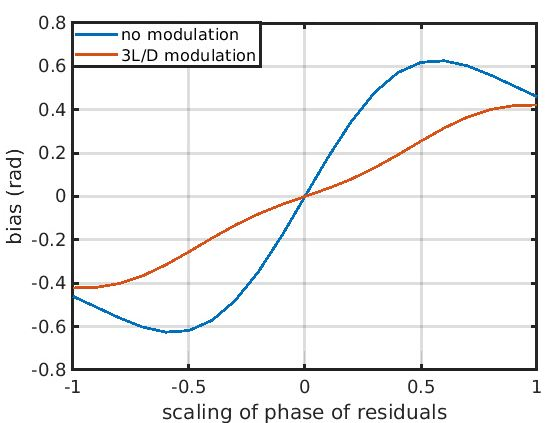 0.8
no modulation
3L/D modulation
0.6
0.4
0.2
0
-0.2
-0.4
-0.6
-0.8
bias (rad)
-1 -0.5 0 0.5 1
scaling of phase of residuals